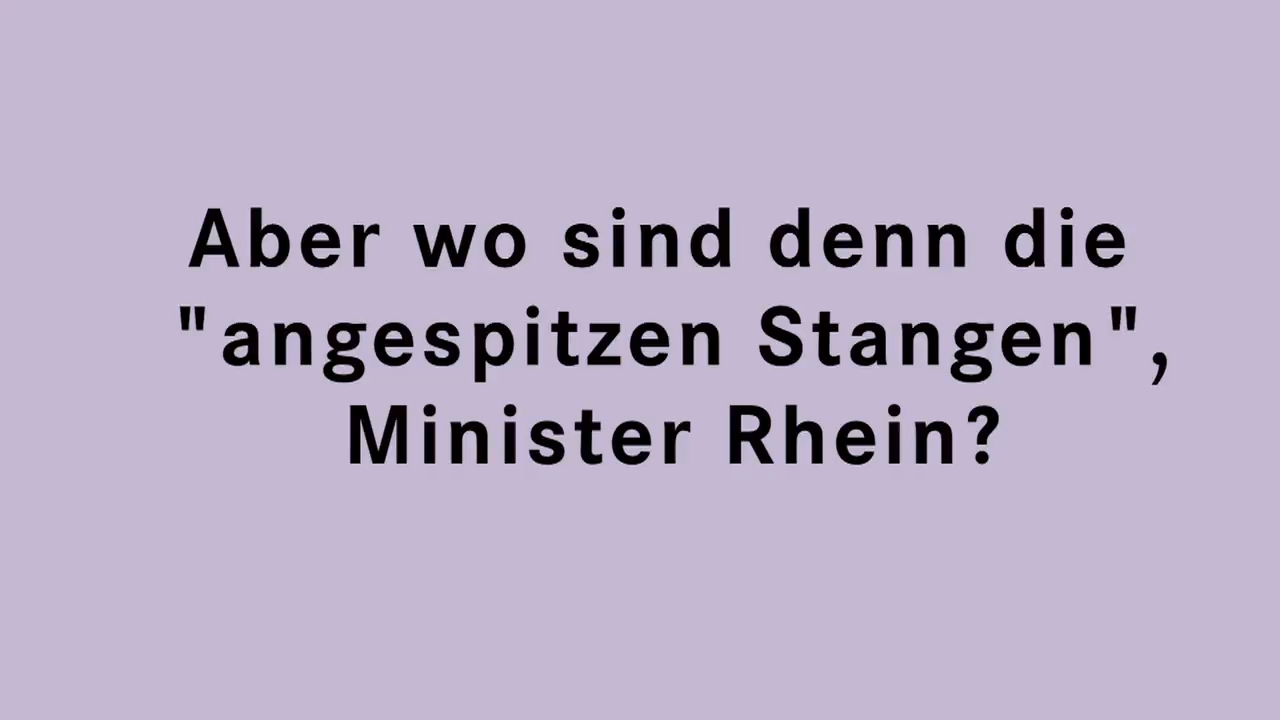 Aber wo sind denn die
"angespitzen Stangen",
Minister Rhein?